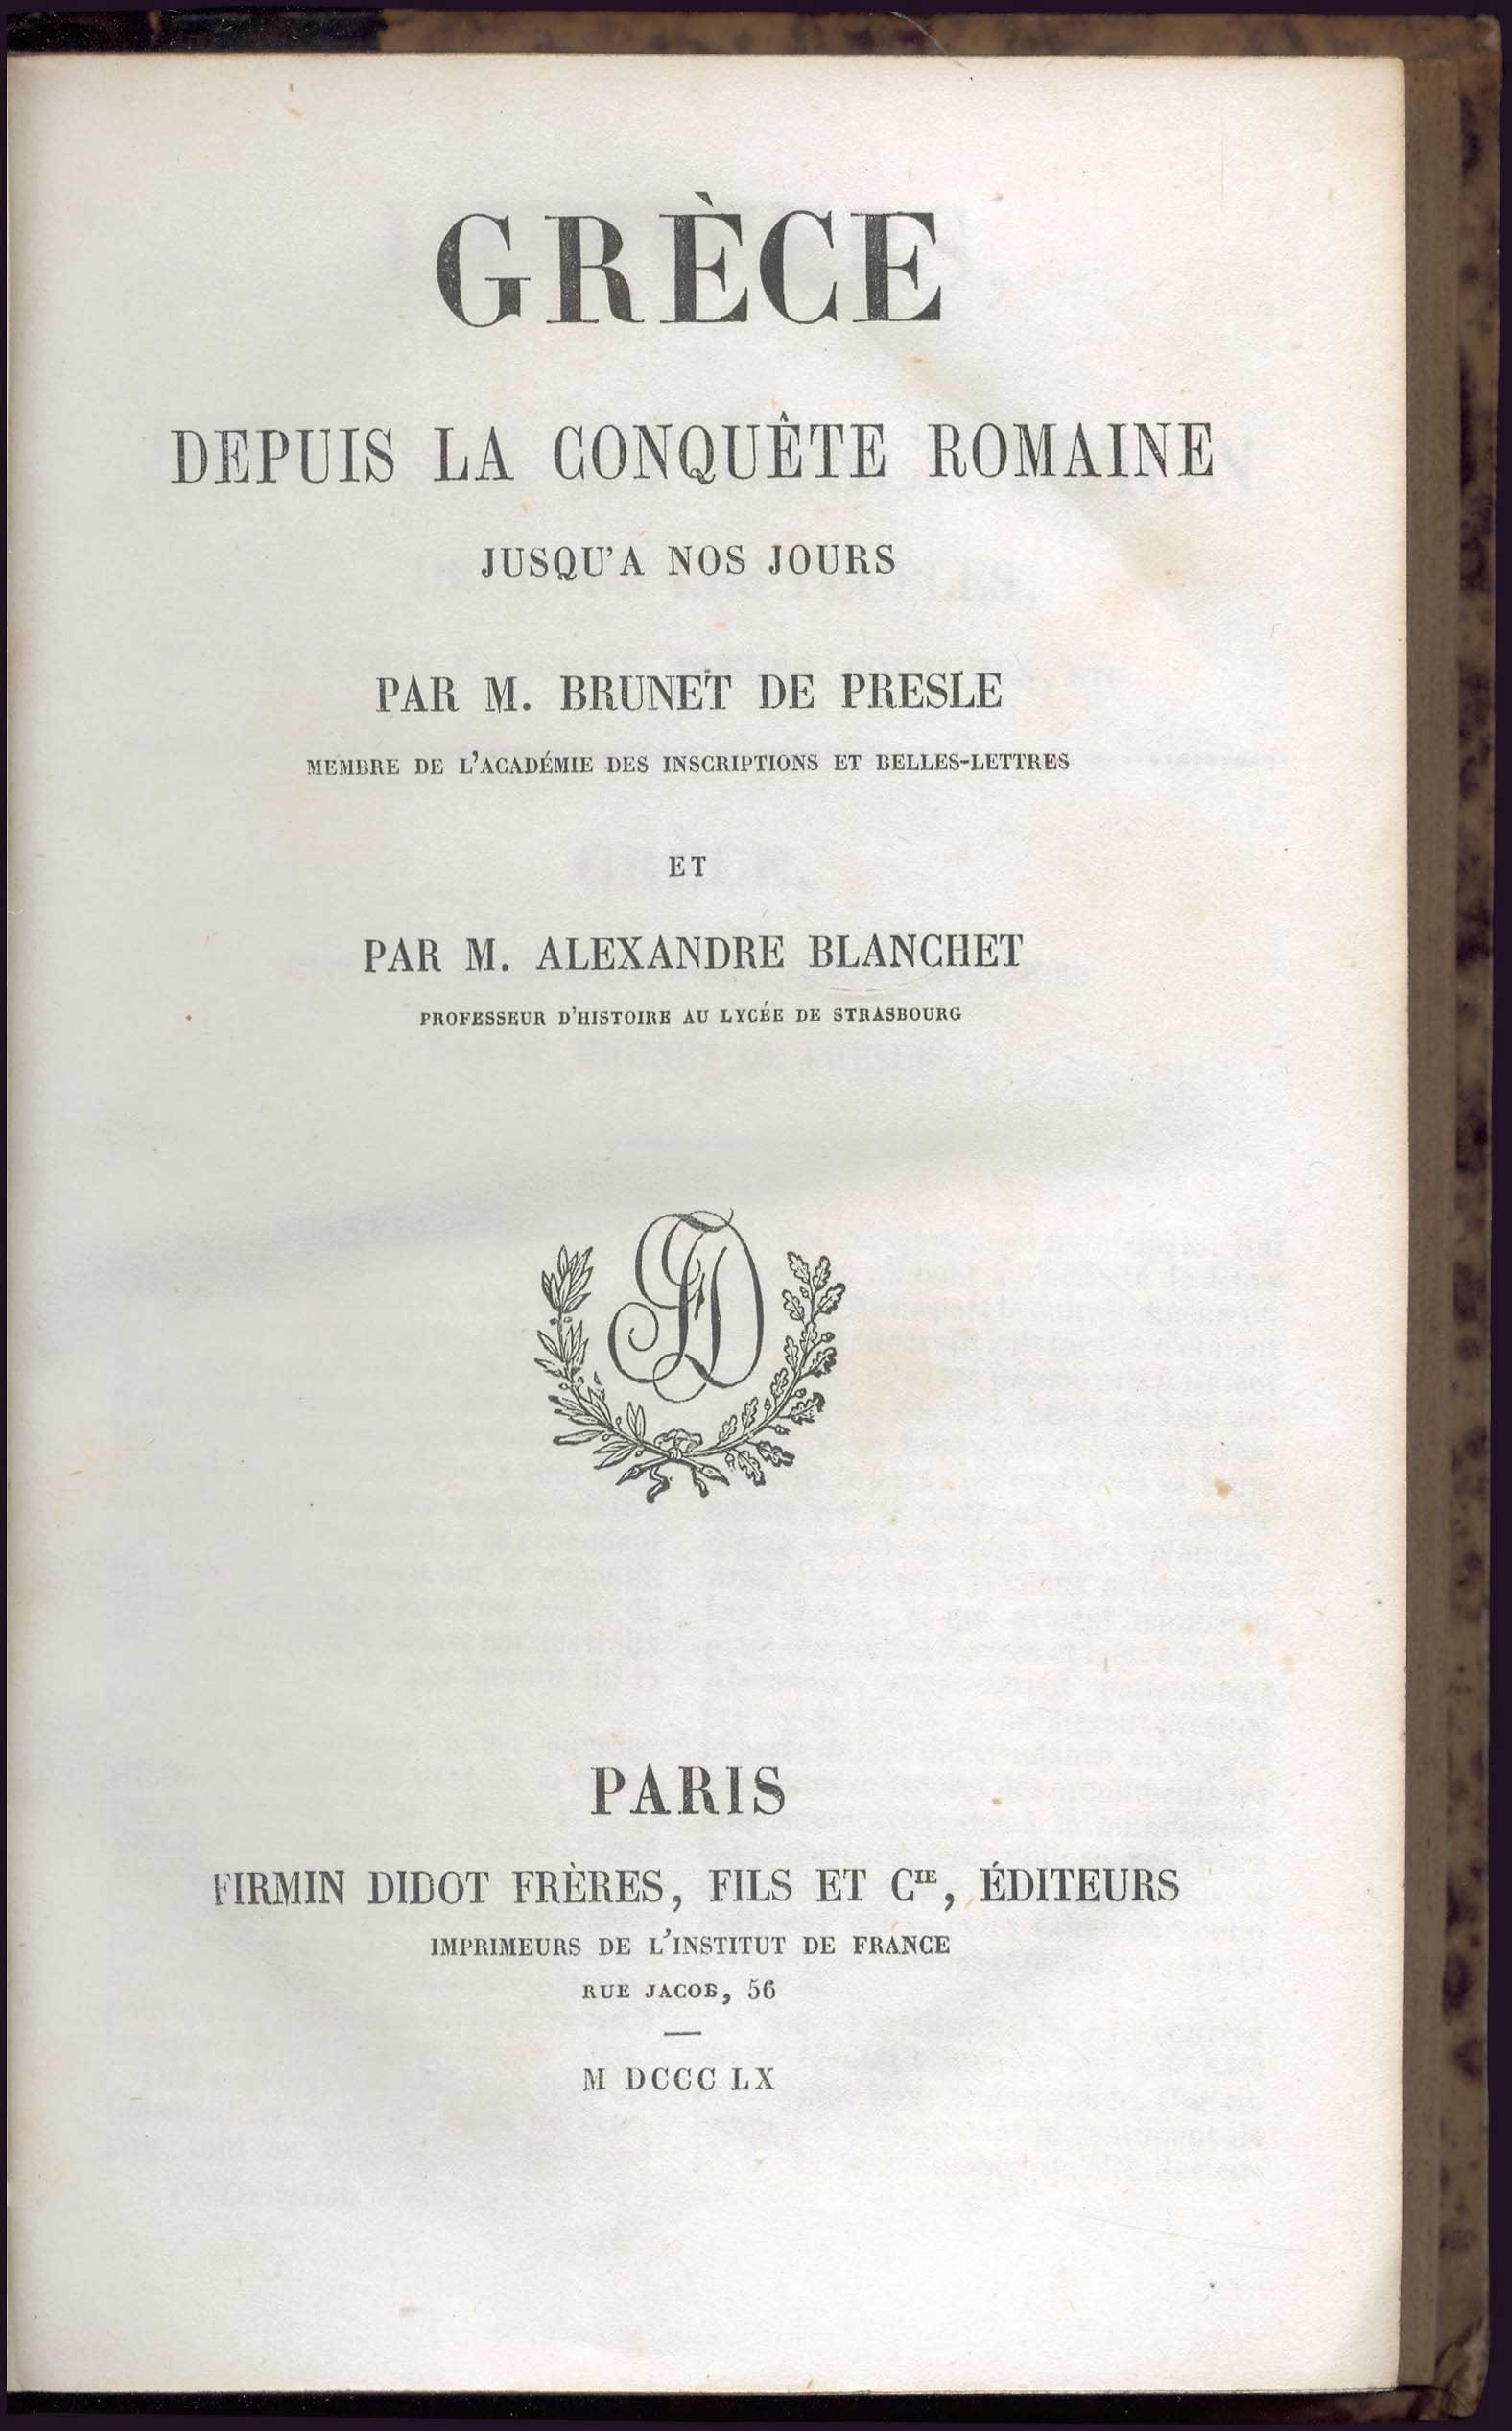 GRÈCE
DEPUIS LA CONQUÊTE ROMAINE
JUSQU'A NOS JOURS
PAR M. BRUNET DE PRESLE
MEMBRE DE L'ACADÉMIE DES INSCRIPTIONS ET BELLES-LETTRES
ET
PAR M. ALEXANDRE BLANCHET
PROFESSEUR D'HISTOIRE AU LYCÉE DE STRASBOURG
FD
PARIS
FIRMIN DIDOT FRÈRES, FILS ET CIE, ÉDITEURS
IMPRIMEURS DE L'INSTITUT DE FRANCE
RUE JACOB, 56
M DCCC LX